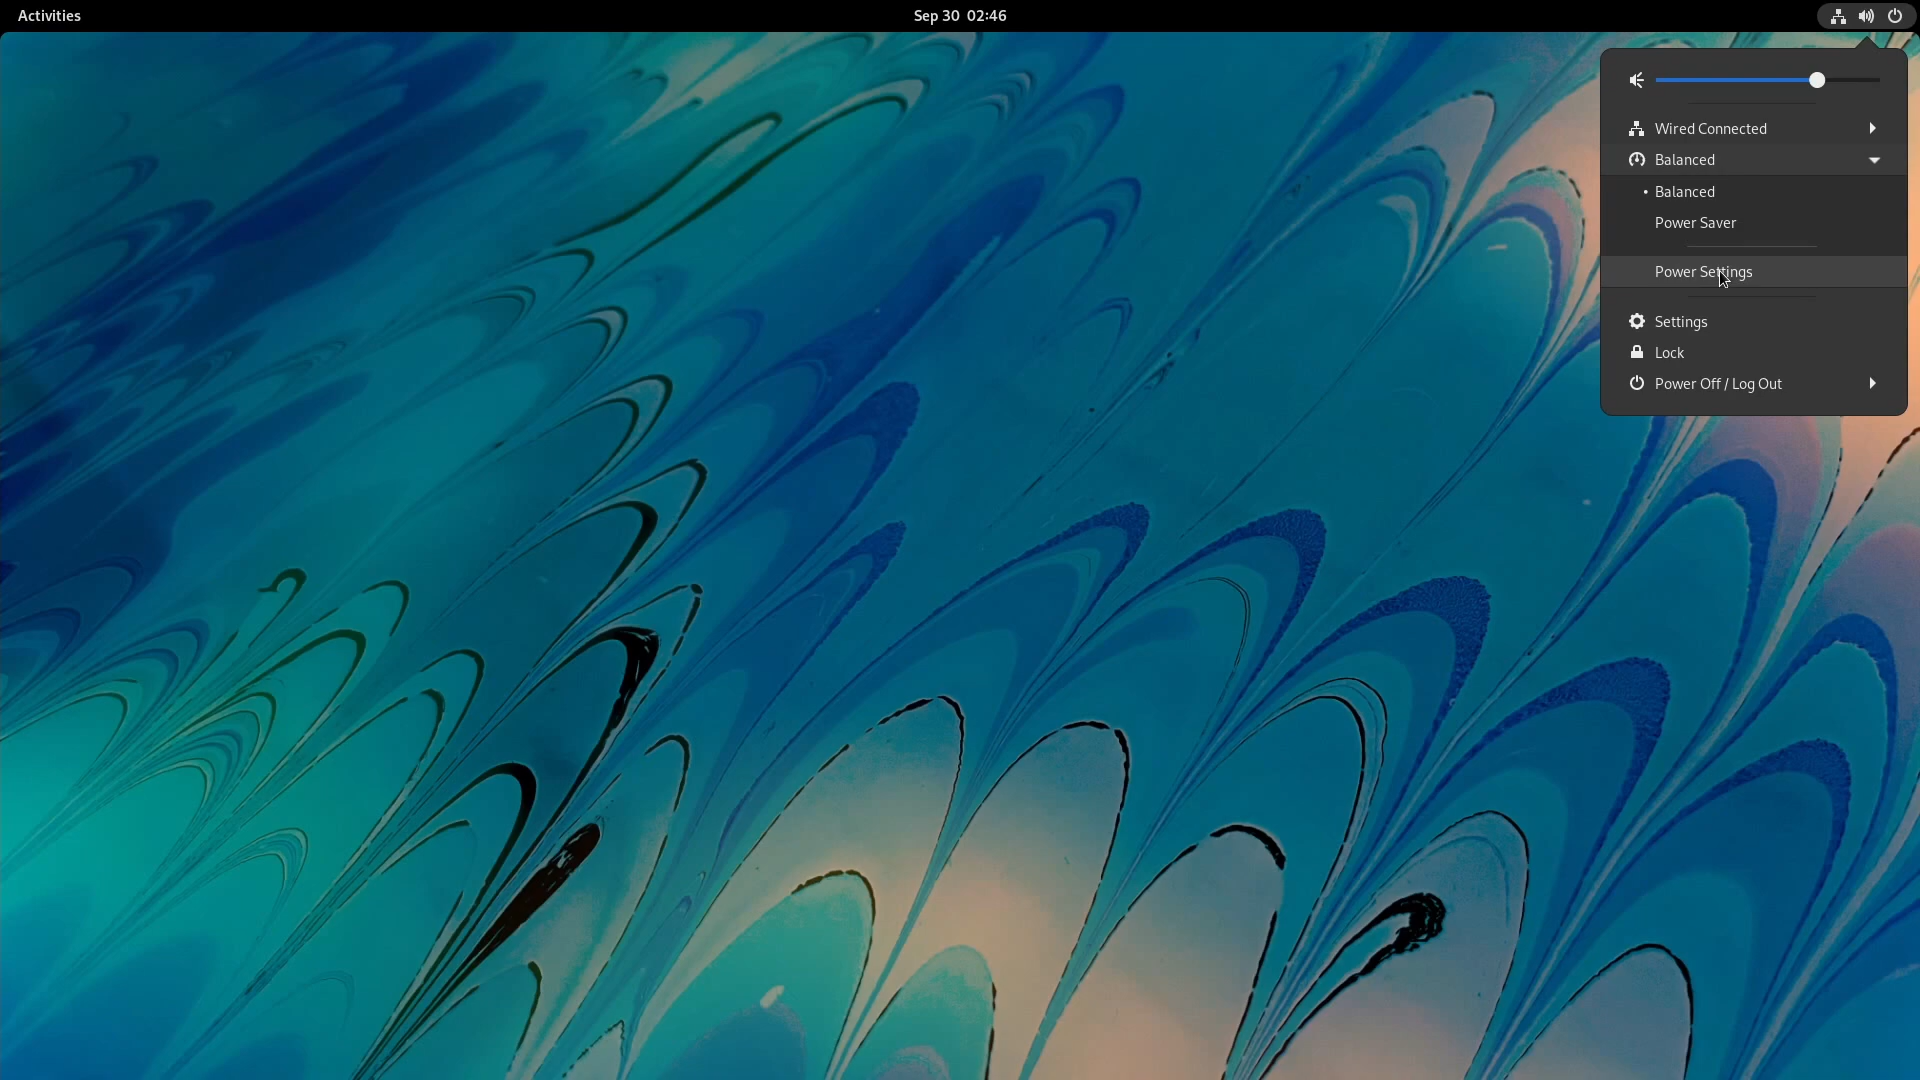 Activities
Sep 30 02:46
Wired Connected
Balanced
• Balanced
Power Saver
Power Settings
Settings
Lock
Power Off / Log Out